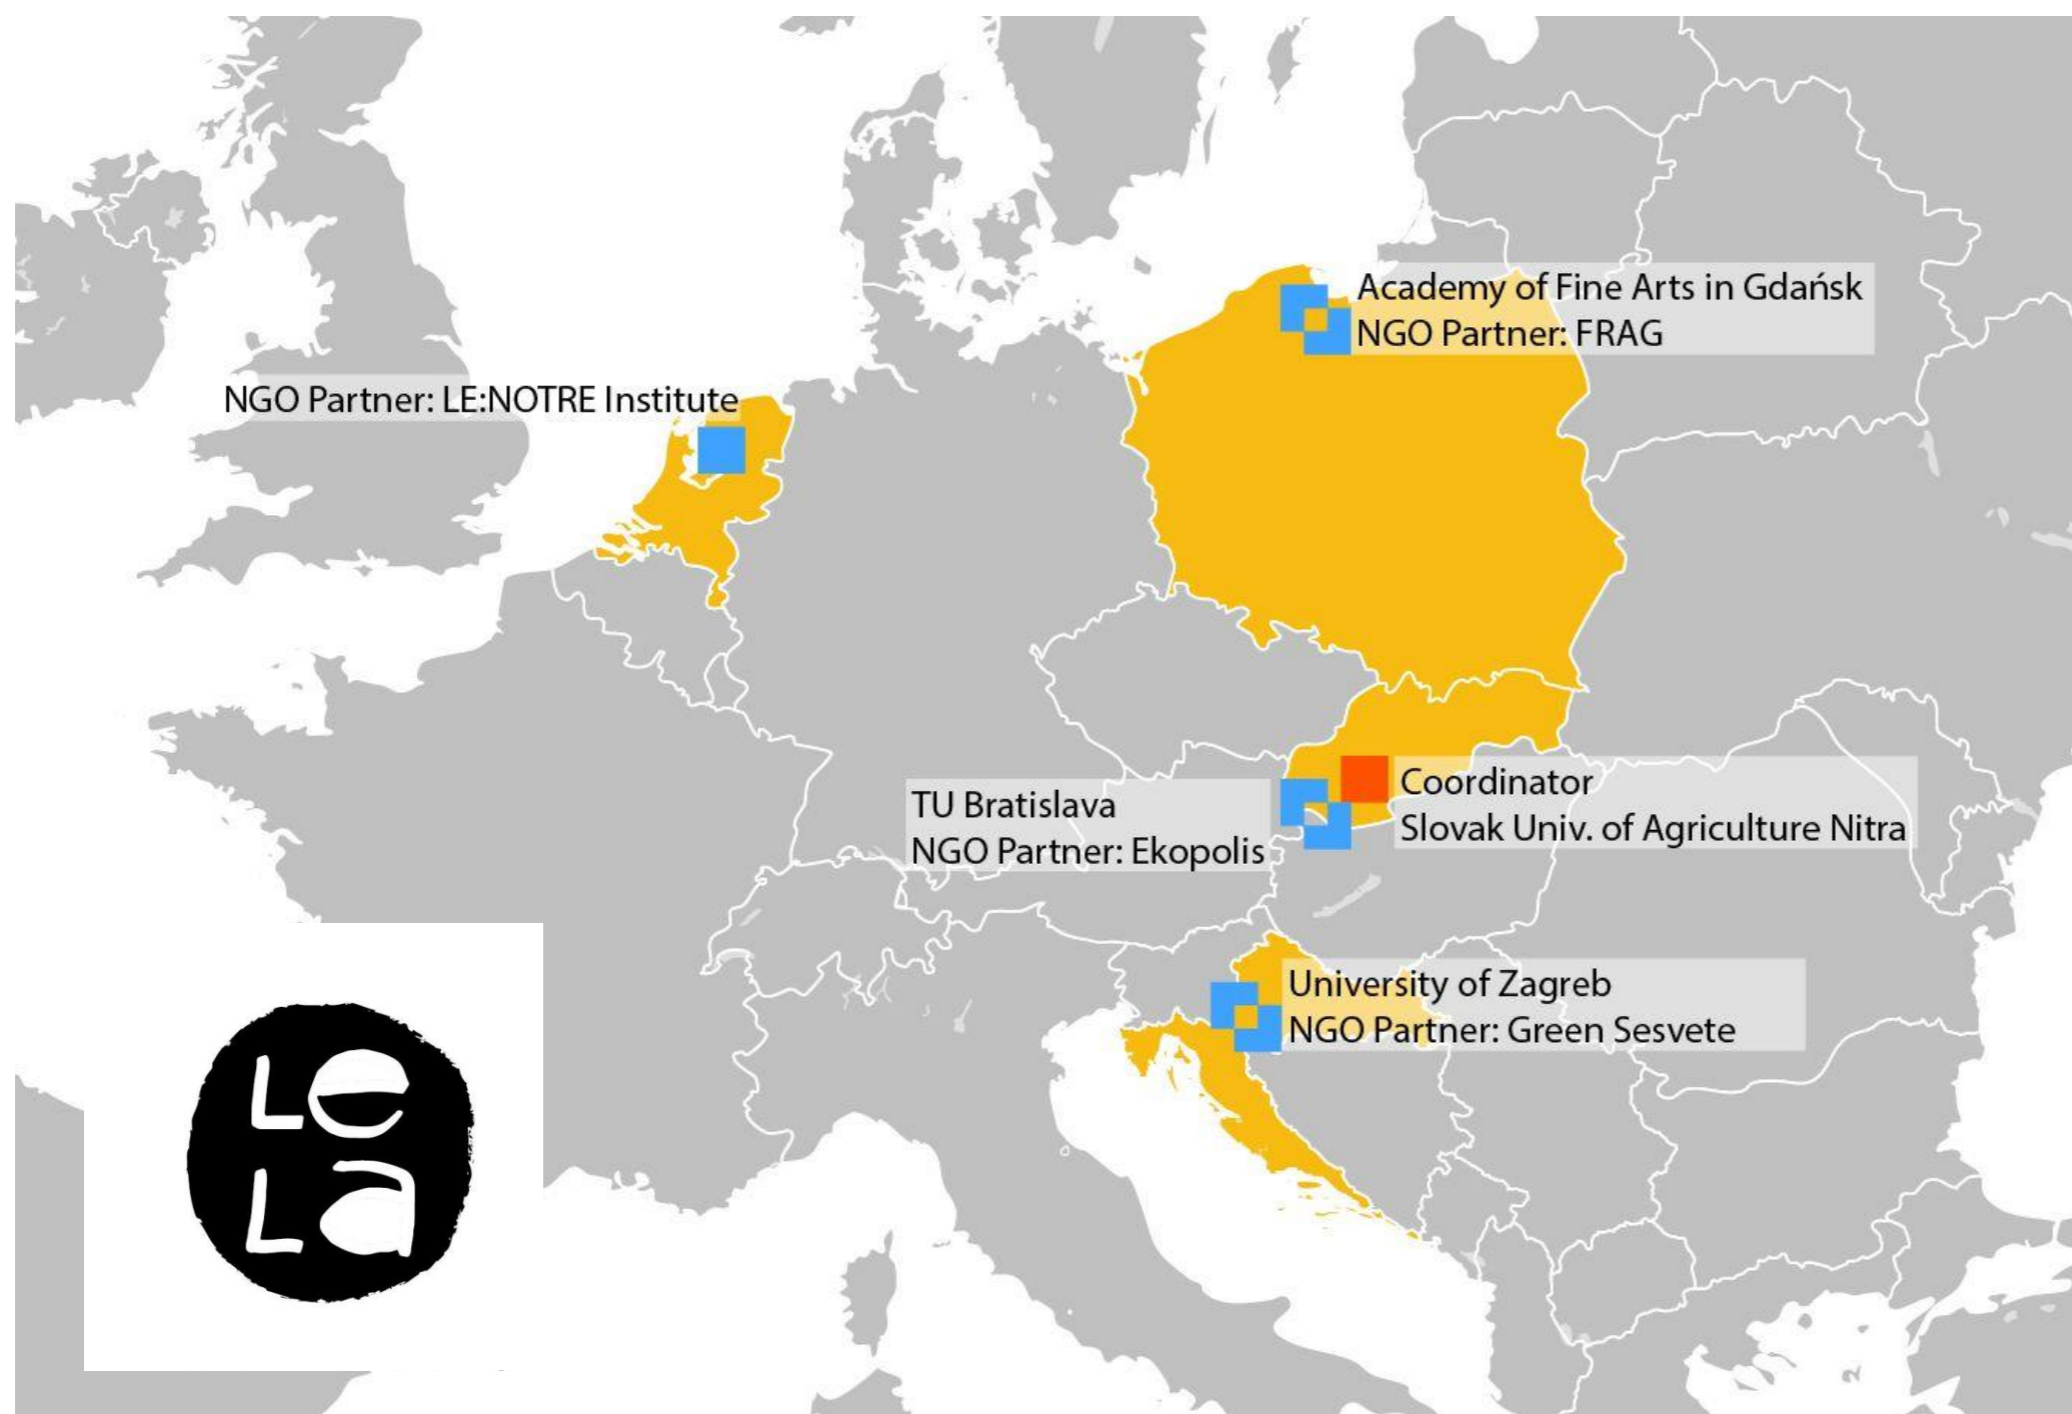 Academy of Fine Arts in Gdańsk
NGO Partner: FRAG
NGO Partner: LE:NOTRE Institute
Coordinator
Slovak Univ. of Agriculture Nitra
TU Bratislava
NGO Partner: Ekopolis
University of Zagreb
NGO Partner: Green Sesvete
Le
La